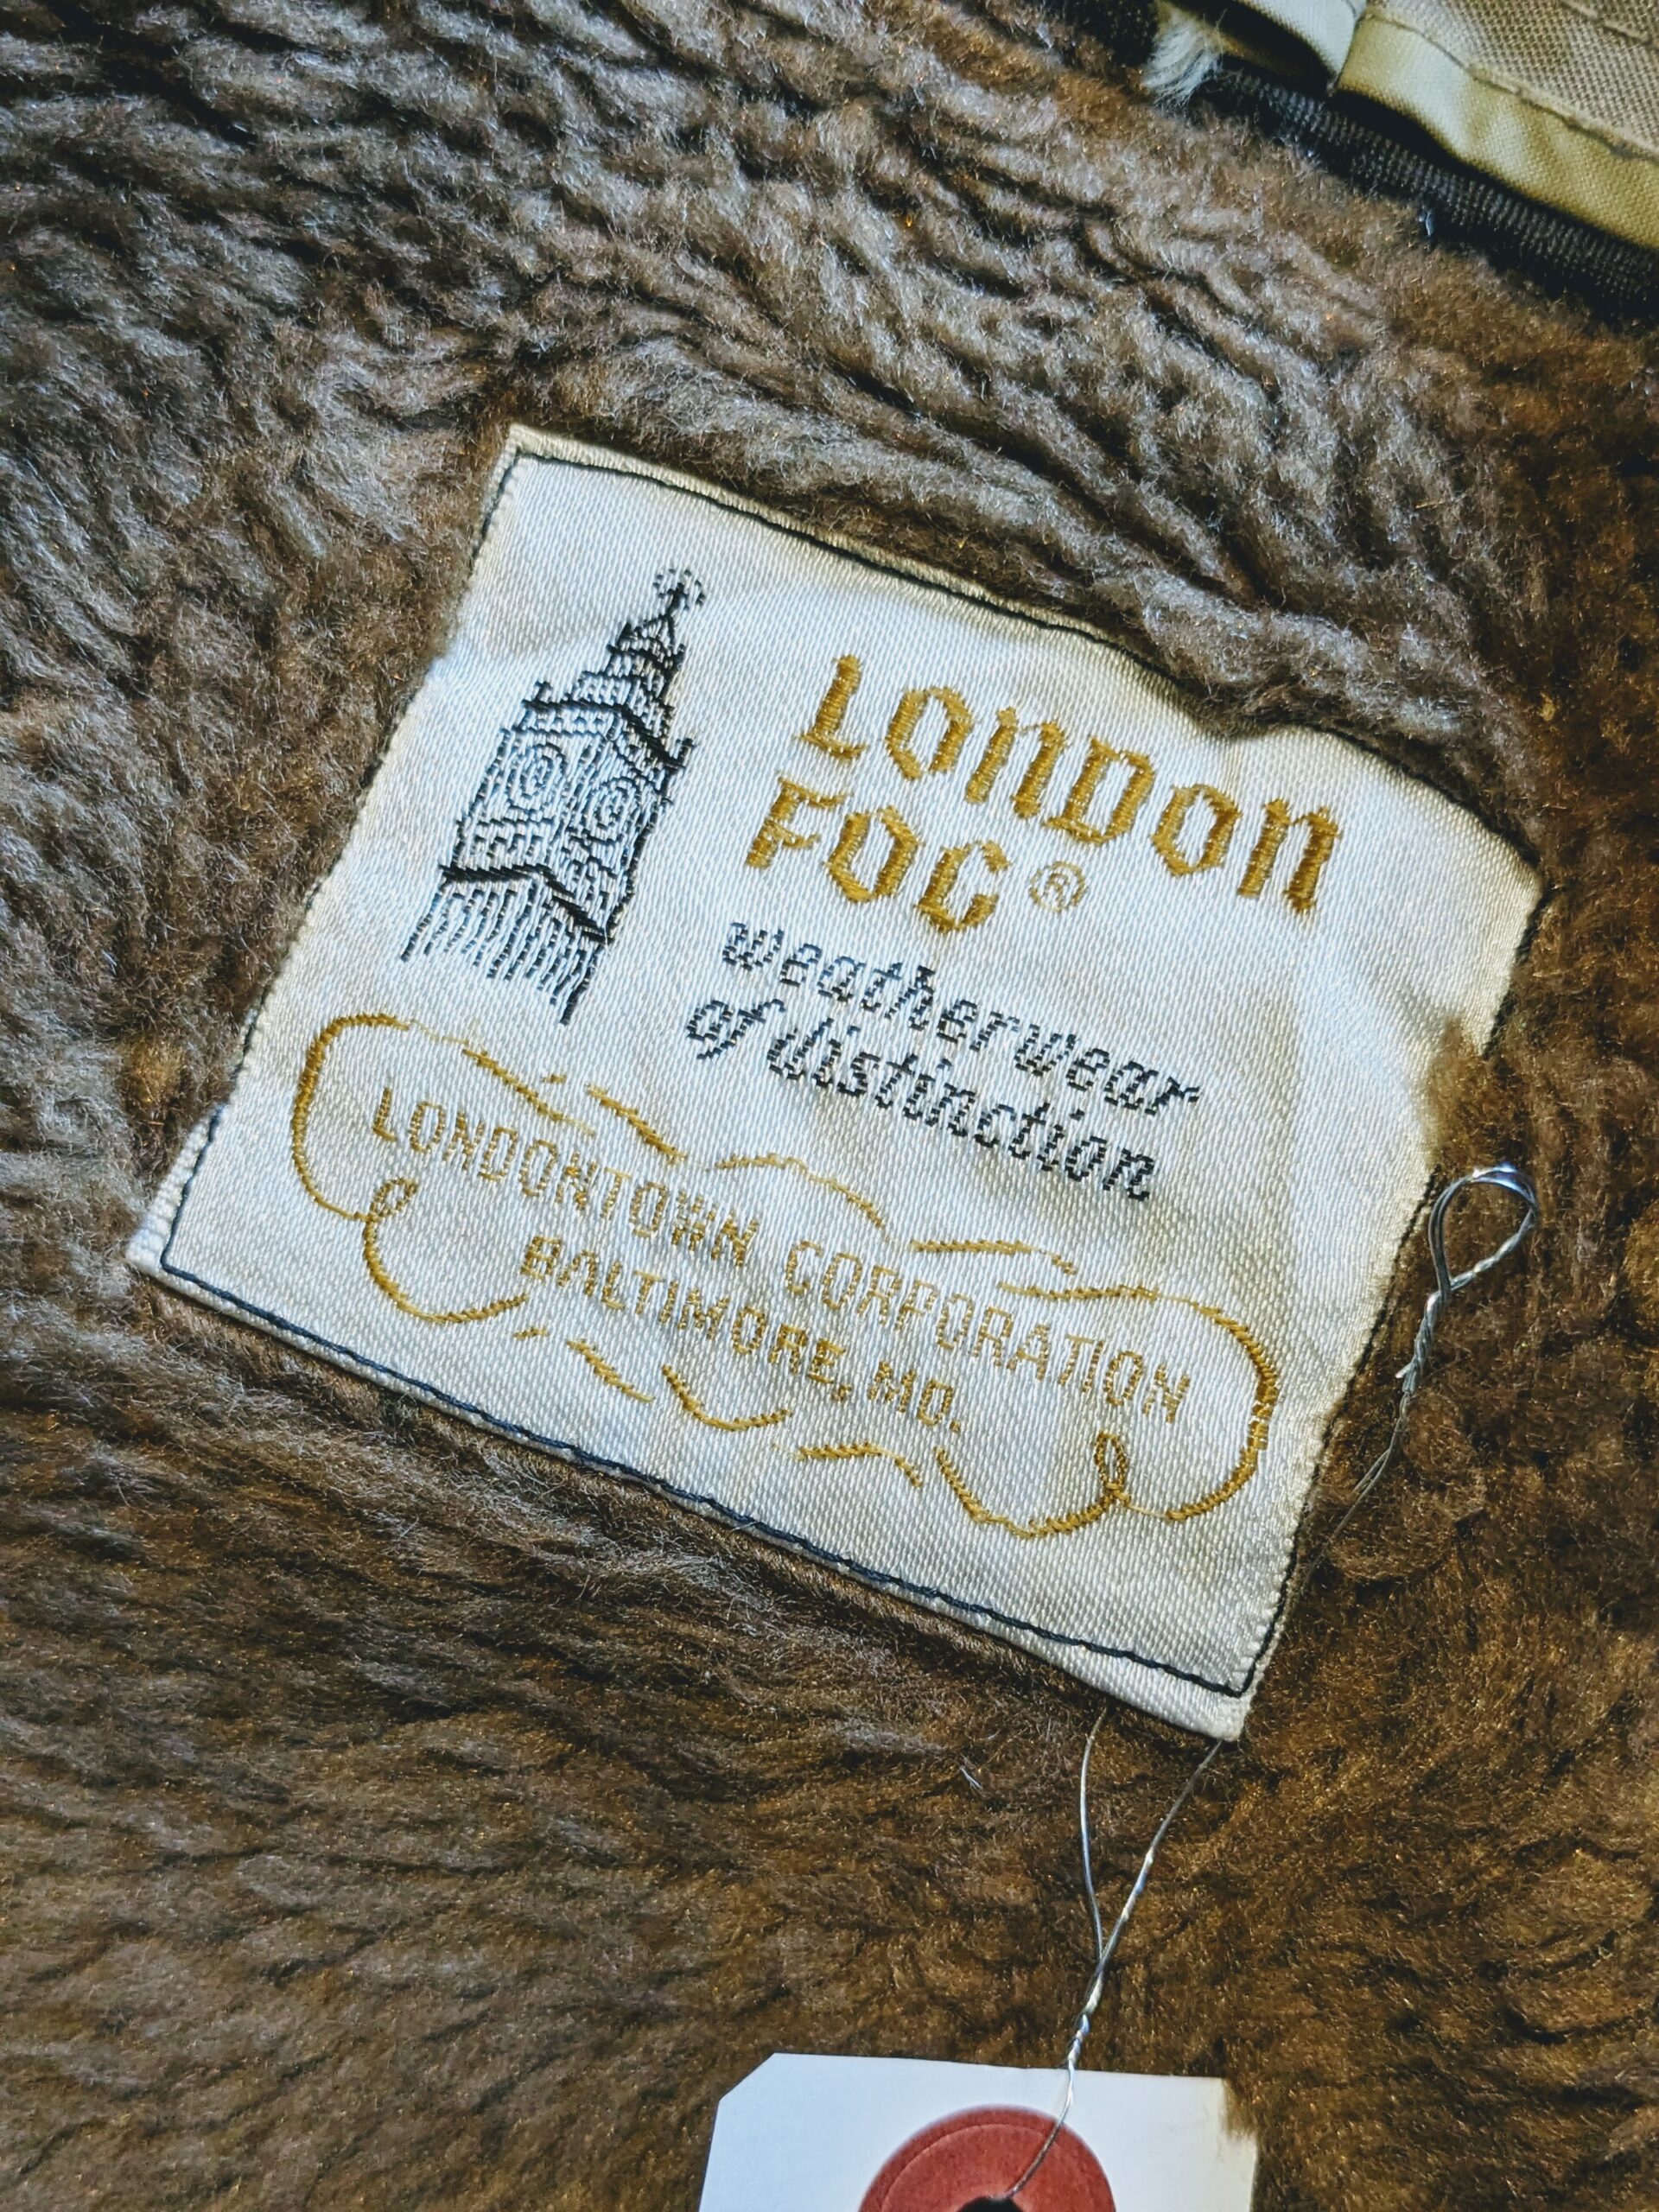 LONDON
FOG®
weatherwear
of distinction
LONDONTOWN CORPORATION
BALTIMORE, MD.